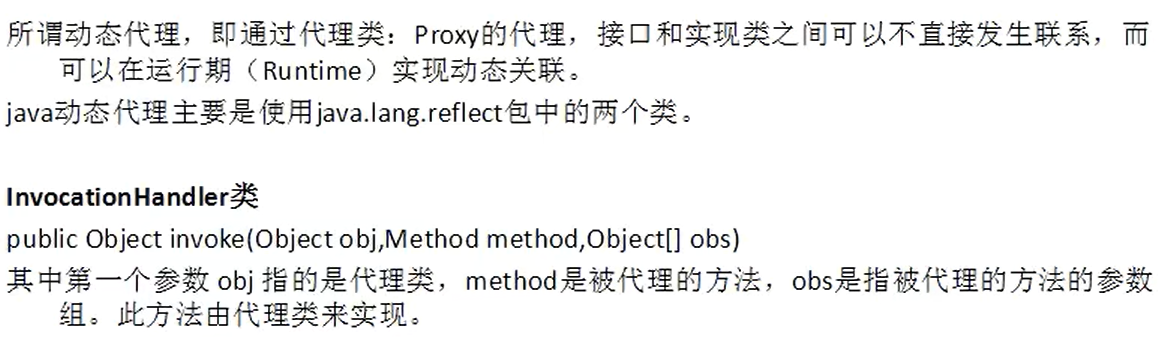 所谓动态代理，即通过代理类：Proxy的代理，接口和实现类之间可以不直接发生联系，而
可以在运行期（Runtime）实现动态关联。
java动态代理主要是使用java.lang.reflect包中的两个类。
InvocationHandler类
public Object invoke(Object obj,Method method,Object[] obs)
其中第一个参数 obj 指的是代理类，method是被代理的方法，obs是指被代理的方法的参数
组。此方法由代理类来实现。